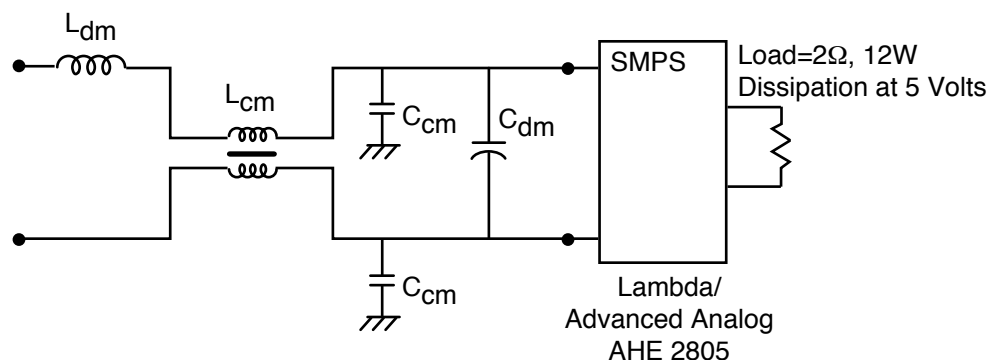 Ldm
Lcm
Ccm
Cdm
Ccm
SMPS
Load=2Ω, 12W
Dissipation at 5 Volts
Lambda/
Advanced Analog
AHE 2805